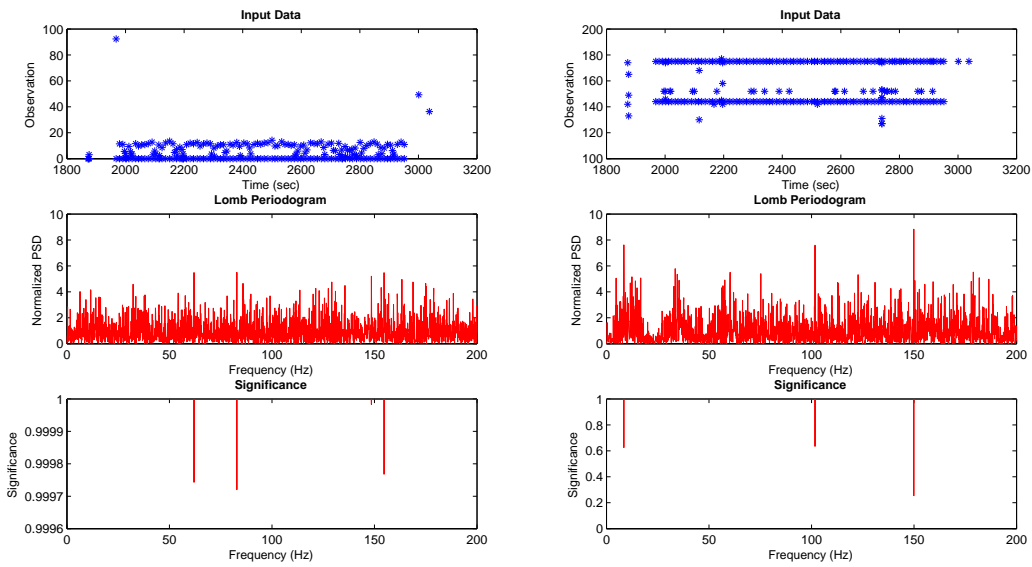 Input Data
Observation
100
80
60
40
20
0
1800 2000 2200 2400 2600 2800 3000 3200
Time (sec)
Lomb Periodogram
Normalized PSD
10
8
6
4
2
0
0 50 100 150 200
Frequency (Hz)
Significance
Significance
1
0.9999
0.9998
0.9997
0.9996
0 50 100 150 200
Frequency (Hz)
Input Data
Observation
200
180
160
140
120
100
1800 2000 2200 2400 2600 2800 3000 3200
Time (sec)
Lomb Periodogram
Normalized PSD
10
8
6
4
2
0
0 50 100 150 200
Frequency (Hz)
Significance
Significance
1
0.8
0.6
0.4
0.2
0
0 50 100 150 200
Frequency (Hz)